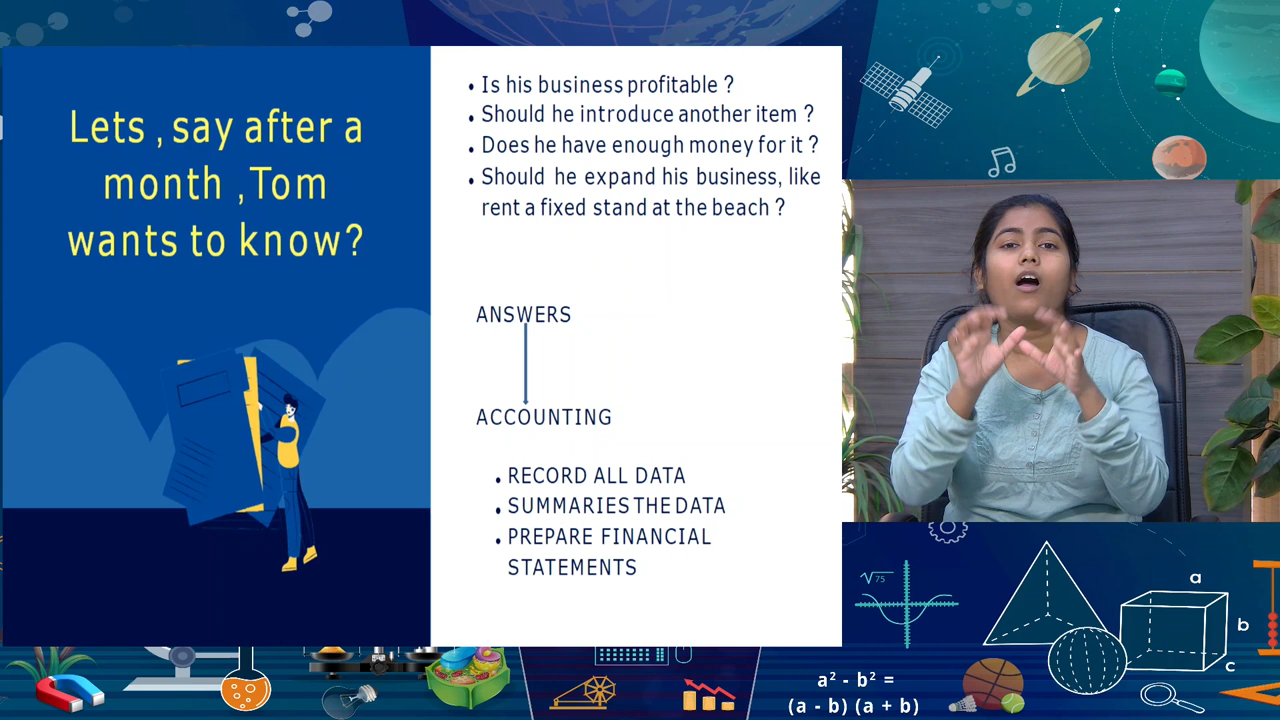 Lets , say after a
month , Tom
wants to know?
• Is his business profitable ?
• Should he introduce another item ?
• Does he have enough money for it ?
• Should he expand his business, like
rent a fixed stand at the beach ?
ANSWERS
ACCOUNTING
• RECORD ALL DATA
• SUMMARIES THE DATA
• PREPARE FINANCIAL
STATEMENTS
√75
a
b
c
a² - b² =
(a - b) (a + b)